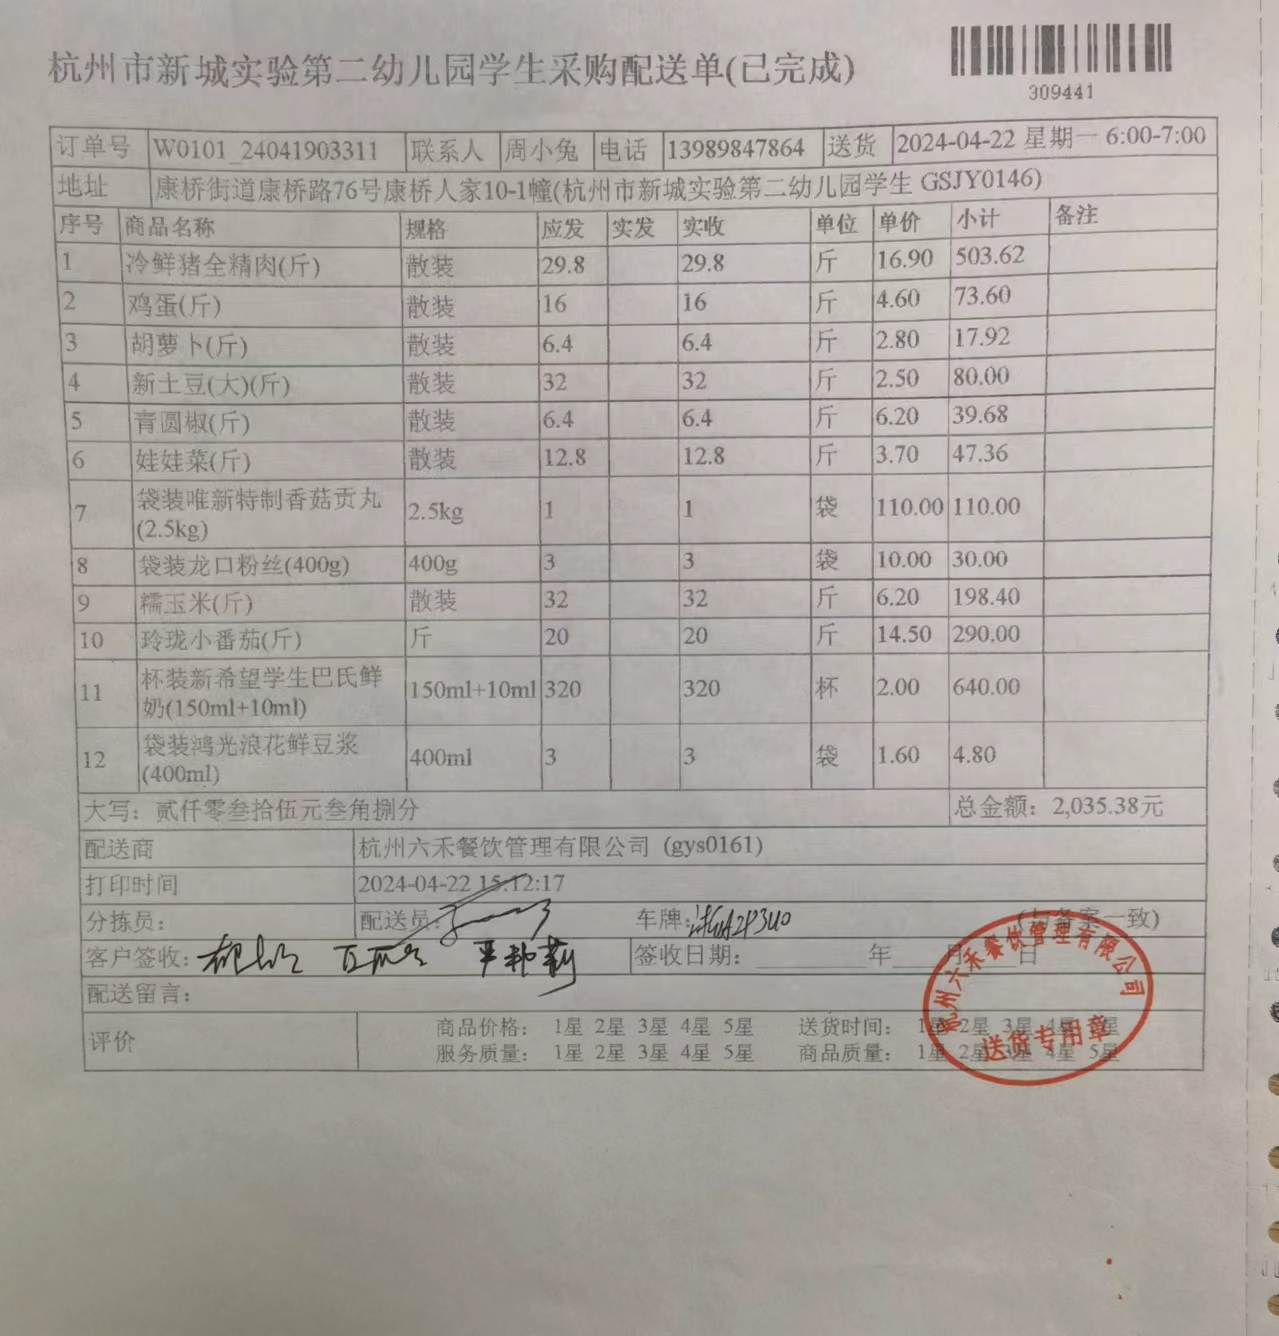 杭州市新城实验第二幼儿园学生采购配送单(已完成)
309441
订单号 W0101_24041903311 联系人 周小兔 电话 13989847864 送货 2024-04-22 星期一 6:00-7:00
地址 康桥街道康桥路76号康桥人家10-1幢(杭州市新城实验第二幼儿园学生 GSJY0146)
序号 商品名称 规格 应发 实发 实收 单位 单价 小计 备注
1 冷鲜猪全精肉(斤) 散装 29.8 29.8 斤 16.90 503.62
2 鸡蛋(斤) 散装 16 16 斤 4.60 73.60
3 胡萝卜(斤) 散装 6.4 6.4 斤 2.80 17.92
4 新土豆(大)(斤) 散装 32 32 斤 2.50 80.00
5 青圆椒(斤) 散装 6.4 6.4 斤 6.20 39.68
6 娃娃菜(斤) 散装 12.8 12.8 斤 3.70 47.36
7 袋装唯新特制香菇贡丸(2.5kg) 2.5kg 1 1 袋 110.00 110.00
8 袋装龙口粉丝(400g) 400g 3 3 袋 10.00 30.00
9 糯玉米(斤) 散装 32 32 斤 6.20 198.40
10 玲珑小番茄(斤) 斤 20 20 斤 14.50 290.00
11 杯装新希望学生巴氏鲜奶(150ml+10ml) 150ml+10ml 320 320 杯 2.00 640.00
12 袋装鸿光浪花鲜豆浆(400ml) 400ml 3 3 袋 1.60 4.80
大写：贰仟零叁拾伍元叁角捌分 总金额：2,035.38元
配送商 杭州六禾餐饮管理有限公司 (gys0161)
打印时间 2024-04-22 15:12:17
分拣员： 配送员： 车牌： (与备案一致)
客户签收： 签收日期：________年____月____日
配送留言：
评价 商品价格： 1星 2星 3星 4星 5星 送货时间： 1星 2星 3星 4星 5星
服务质量： 1星 2星 3星 4星 5星 商品质量： 1星 2星 3星 4星 5星
杭州六禾餐饮管理有限公司
送货专用章